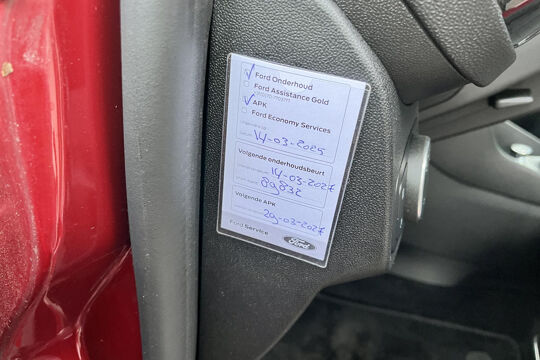 Ford Onderhoud
Ford Assistance Gold
APK
Ford Economy Services
14-03-2025
Volgende onderhoudsbeurt
14-03-2027
89832
Volgende APK
29-03-2027
Ford Service
Ford